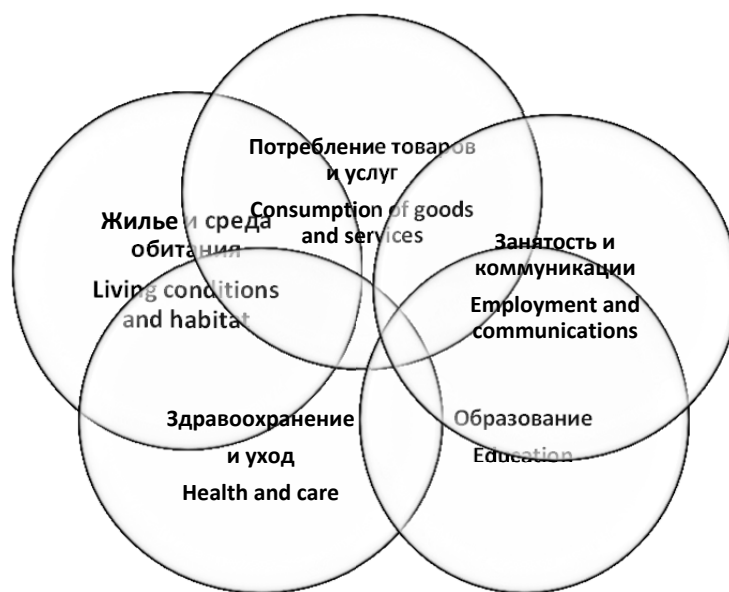 Потребление товаров
и услуг
Consumption of goods
and services
Жилье и среда
обитания
Living conditions
and habitat
Занятость и
коммуникации
Employment and
communications
Здравоохранение
и уход
Health and care
Образование
Education